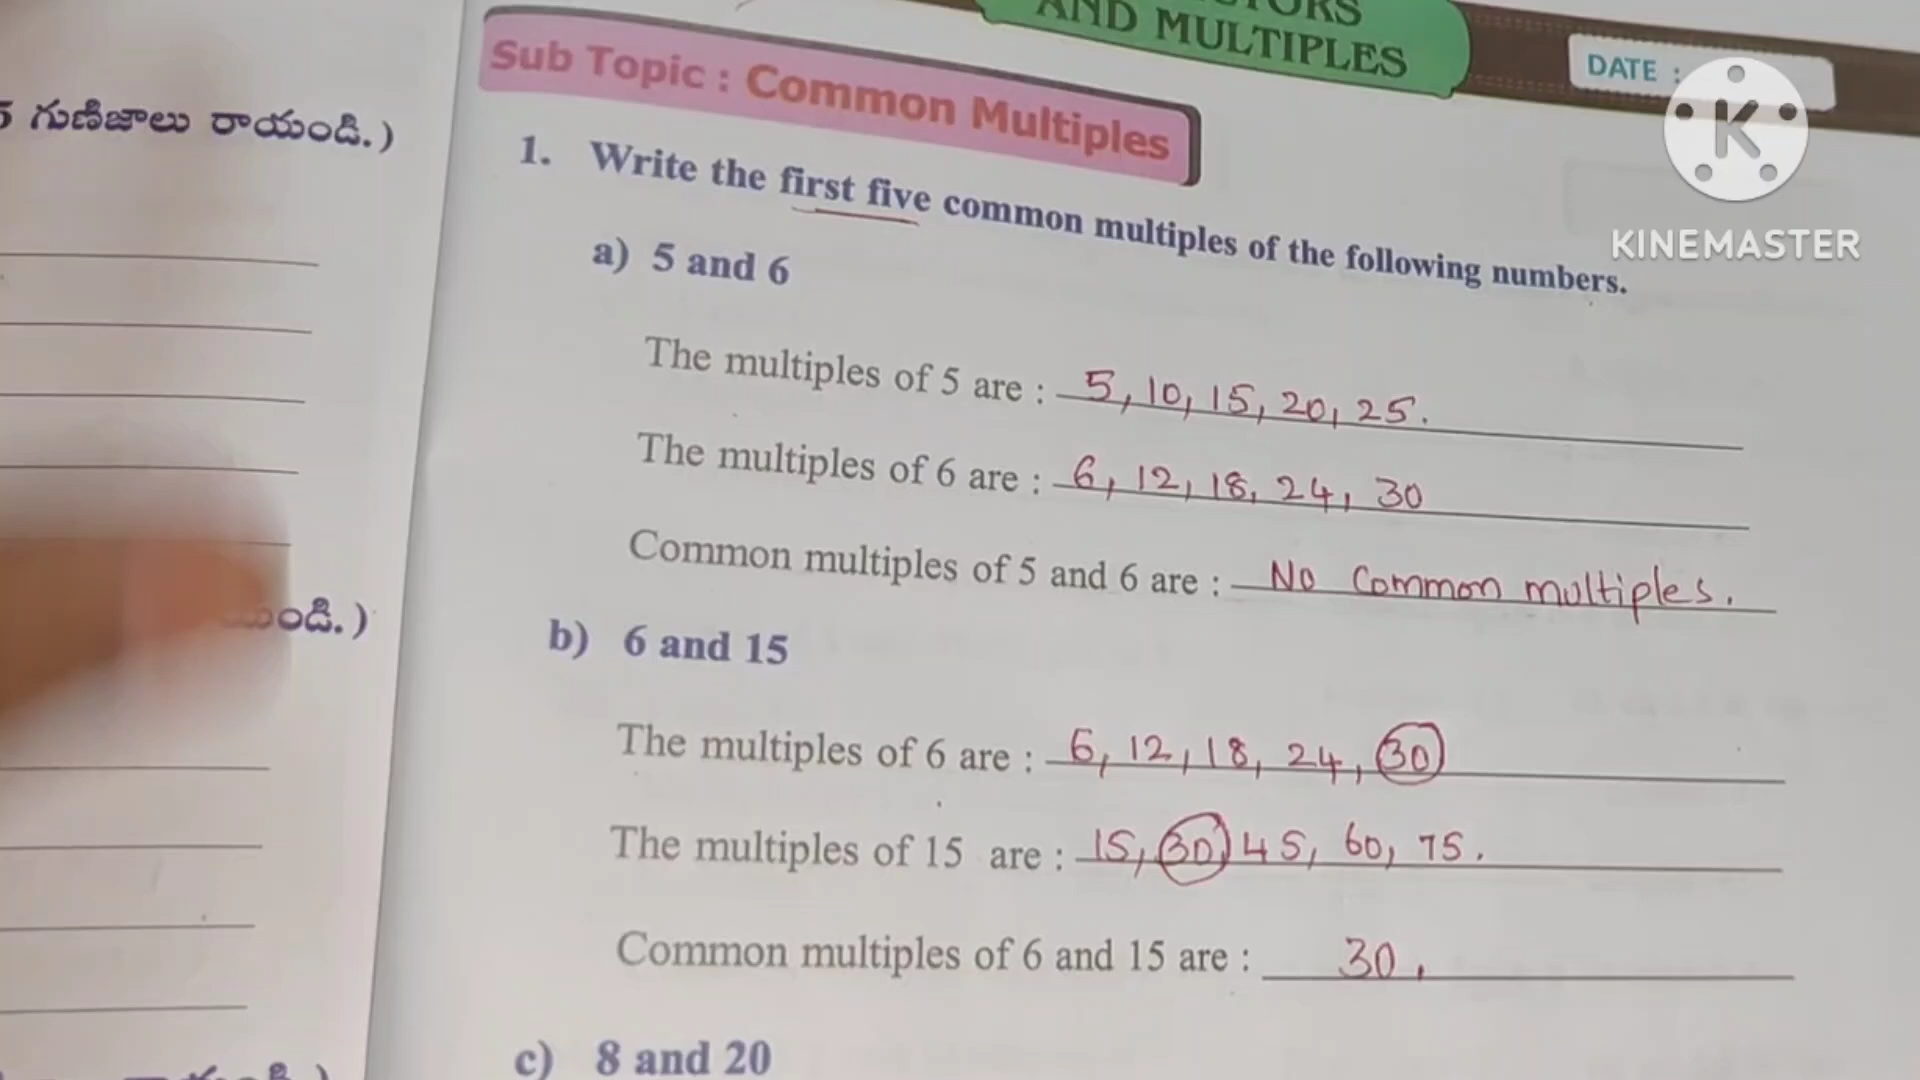 గుణిజాలు రాయండి.)
AND MULTIPLES
DATE :
KINEMASTER
Sub Topic : Common Multiples
1. Write the first five common multiples of the following numbers.
a) 5 and 6
The multiples of 5 are : 5, 10, 15, 20, 25.
The multiples of 6 are : 6, 12, 18, 24, 30
Common multiples of 5 and 6 are : No Common multiples.
b) 6 and 15
The multiples of 6 are : 6, 12, 18, 24, 30
The multiples of 15 are : 15, 30, 45, 60, 75.
Common multiples of 6 and 15 are : 30,
c) 8 and 20